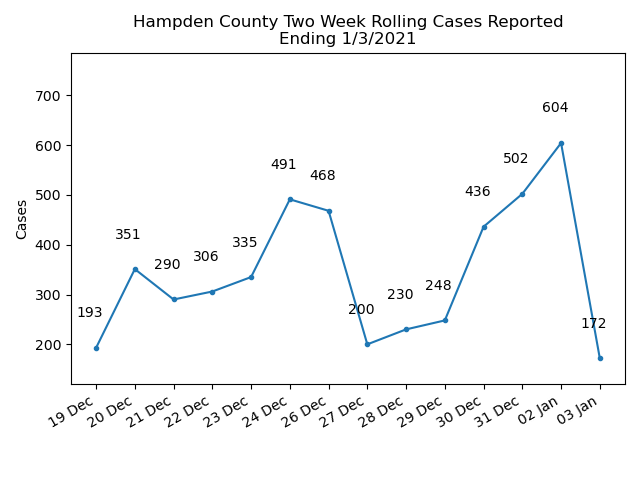 Hampden County Two Week Rolling Cases Reported
Ending 1/3/2021
Cases
700
600
500
400
300
200
193
351
290
306
335
491
468
200
230
248
436
502
604
172
19 Dec
20 Dec
21 Dec
22 Dec
23 Dec
24 Dec
26 Dec
27 Dec
28 Dec
29 Dec
30 Dec
31 Dec
02 Jan
03 Jan